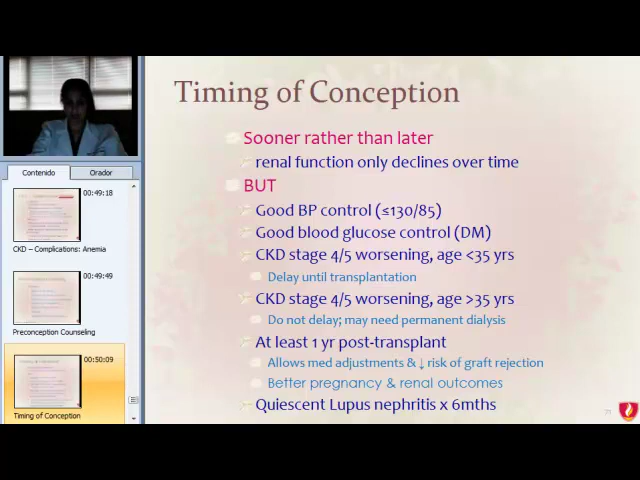 Timing of Conception
Sooner rather than later
renal function only declines over time
BUT
Good BP control (≤130/85)
Good blood glucose control (DM)
CKD stage 4/5 worsening, age <35 yrs
Delay until transplantation
CKD stage 4/5 worsening, age >35 yrs
Do not delay; may need permanent dialysis
At least 1 yr post-transplant
Allows med adjustments & ↓ risk of graft rejection
Better pregnancy & renal outcomes
Quiescent Lupus nephritis x 6mths
Contenido
Orador
00:49:18
CKD – Complications: Anemia
00:49:49
Preconception Counseling
00:50:09
Timing of Conception